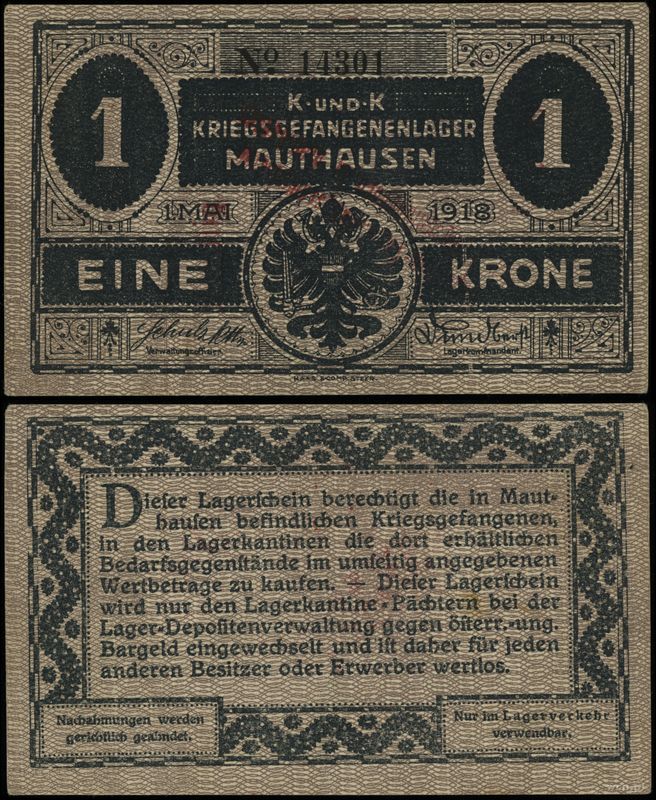 No 14301
1 K·UND·K 1
KRIEGSGEFANGENENLAGER
MAUTHAUSEN
1 MAI 1918
EINE KRONE
Lagerkommandant.
HAAS & COMP. STEYR.
Dieser Lagerschein berechtigt die in Maut-
hausen befindlichen Kriegsgefangenen,
in den Lagerkantinen die dort erhältlichen
Bedarfsgegenstände im umseitig angegebenen
Wertbetrage zu kaufen. + Dieser Lagerschein
wird nur den Lagerkantine-Pächtern bei der
Lager-Depositenverwaltung gegen österr.-ung.
Bargeld eingewechselt und ist daher für jeden
anderen Besitzer oder Erwerber wertlos.
Nachahmungen werden
gerichtlich geahndet.
Nur im Lagerverkehr
verwendbar.